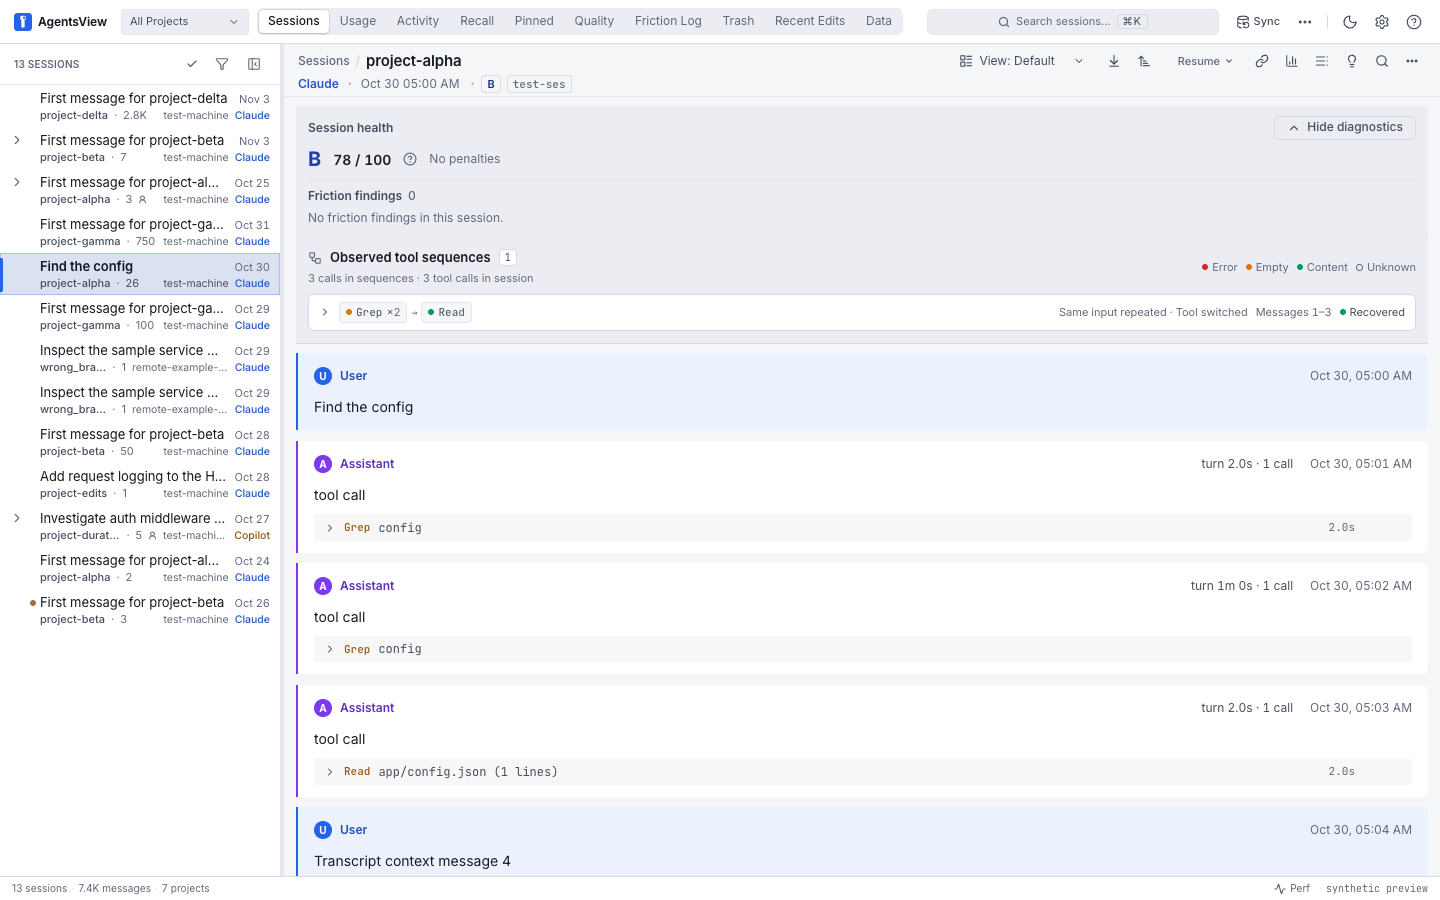 AgentsView
All Projects
Sessions Usage Activity Recall Pinned Quality Friction Log Trash Recent Edits Data
Search sessions... ⌘K
Sync
13 SESSIONS
First message for project-delta Nov 3
project-delta · 2.8K test-machine Claude
First message for project-beta Nov 3
project-beta · 7 test-machine Claude
First message for project-al... Oct 25
project-alpha · 3 test-machine Claude
First message for project-ga... Oct 31
project-gamma · 750 test-machine Claude
Find the config Oct 30
project-alpha · 26 test-machine Claude
First message for project-ga... Oct 29
project-gamma · 100 test-machine Claude
Inspect the sample service ... Oct 29
wrong_bra... · 1 remote-example-... Claude
Inspect the sample service ... Oct 29
wrong_bra... · 1 remote-example-... Claude
First message for project-beta Oct 28
project-beta · 50 test-machine Claude
Add request logging to the H... Oct 28
project-edits · 1 test-machine Claude
Investigate auth middleware ... Oct 27
project-durat... · 5 test-machi... Copilot
First message for project-al... Oct 24
project-alpha · 2 test-machine Claude
First message for project-beta Oct 26
project-beta · 3 test-machine Claude
Sessions / project-alpha
View: Default
Resume
Claude · Oct 30 05:00 AM · B test-ses
Session health
Hide diagnostics
B 78 / 100 No penalties
Friction findings 0
No friction findings in this session.
Observed tool sequences 1
3 calls in sequences · 3 tool calls in session
Error Empty Content Unknown
Grep ×2 → Read
Same input repeated · Tool switched Messages 1–3 Recovered
U User Oct 30, 05:00 AM
Find the config
A Assistant turn 2.0s · 1 call Oct 30, 05:01 AM
tool call
Grep config 2.0s
A Assistant turn 1m 0s · 1 call Oct 30, 05:02 AM
tool call
Grep config
A Assistant turn 2.0s · 1 call Oct 30, 05:03 AM
tool call
Read app/config.json (1 lines) 2.0s
U User Oct 30, 05:04 AM
Transcript context message 4
13 sessions · 7.4K messages · 7 projects
Perf · synthetic preview